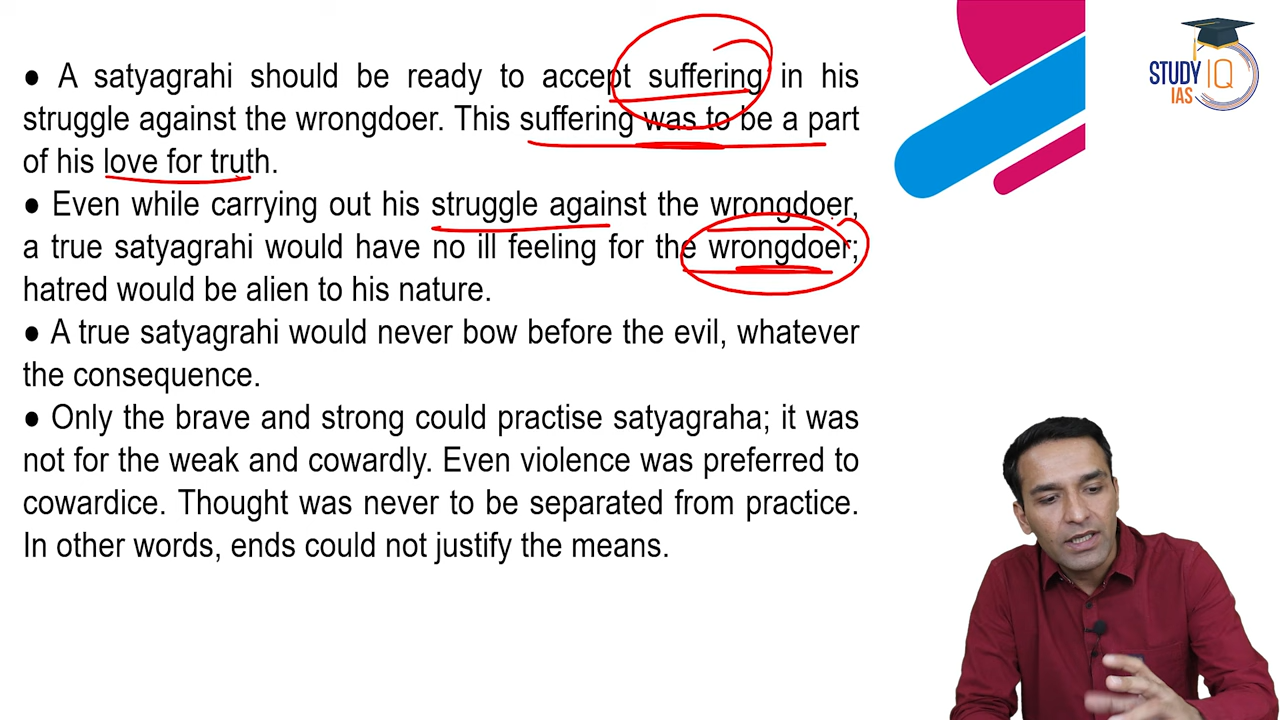 ● A satyagrahi should be ready to accept suffering in his
struggle against the wrongdoer. This suffering was to be a part
of his love for truth.
● Even while carrying out his struggle against the wrongdoer,
a true satyagrahi would have no ill feeling for the wrongdoer;
hatred would be alien to his nature.
● A true satyagrahi would never bow before the evil, whatever
the consequence.
● Only the brave and strong could practise satyagraha; it was
not for the weak and cowardly. Even violence was preferred to
cowardice. Thought was never to be separated from practice.
In other words, ends could not justify the means.
STUDY IQ
IAS